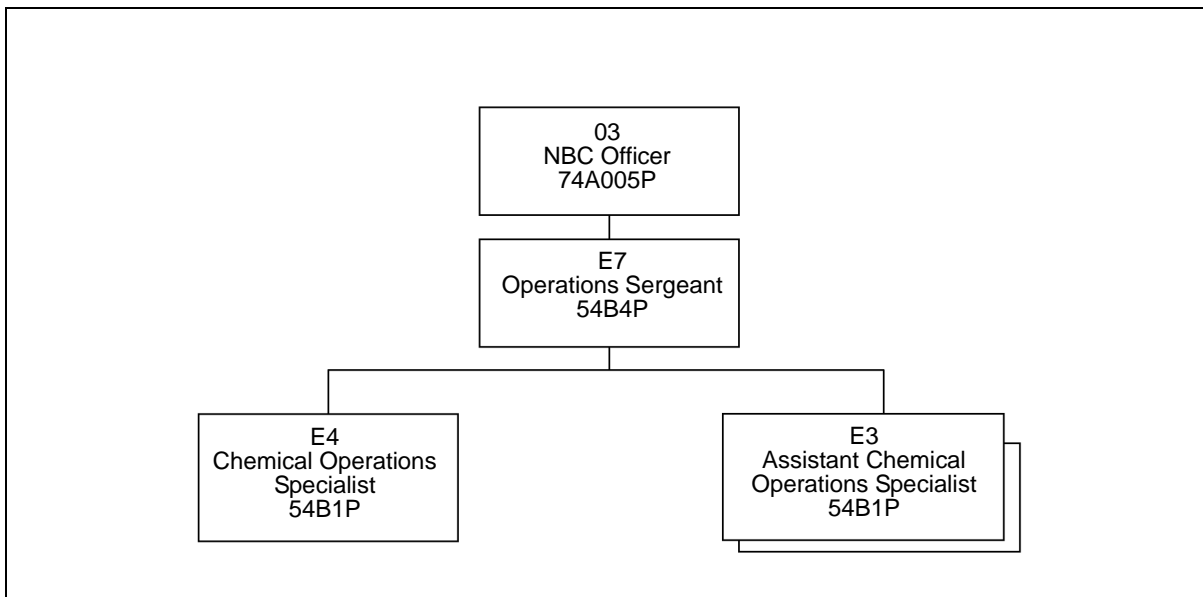 03
NBC Officer
74A005P
E7
Operations Sergeant
54B4P
E4
Chemical Operations
Specialist
54B1P
E3
Assistant Chemical
Operations Specialist
54B1P